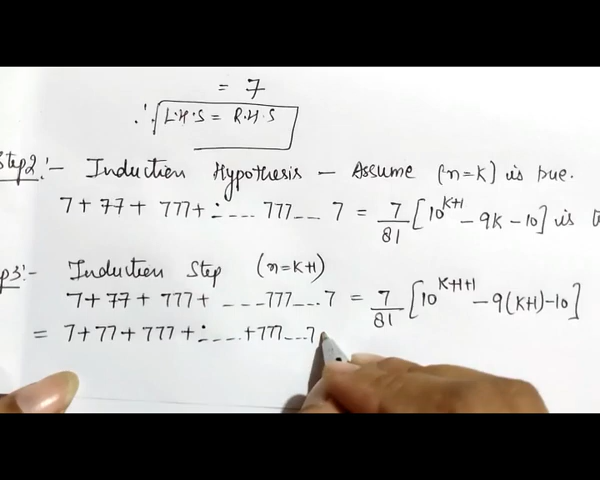 = 7
∴ L.H.S = R.H.S
Step2:- Induction Hypothesis - Assume (n=K) is true.
7+ 77 + 777+ :---- 777--- 7 = 7/81 [10^K+1 - 9K - 10] is
Step3:- Induction Step (n=K+1)
7+ 77 + 777+ ----777---.7 = 7/81 [10^K+1+1 - 9(K+1) - 10]
= 7+77+777+:----+777---7